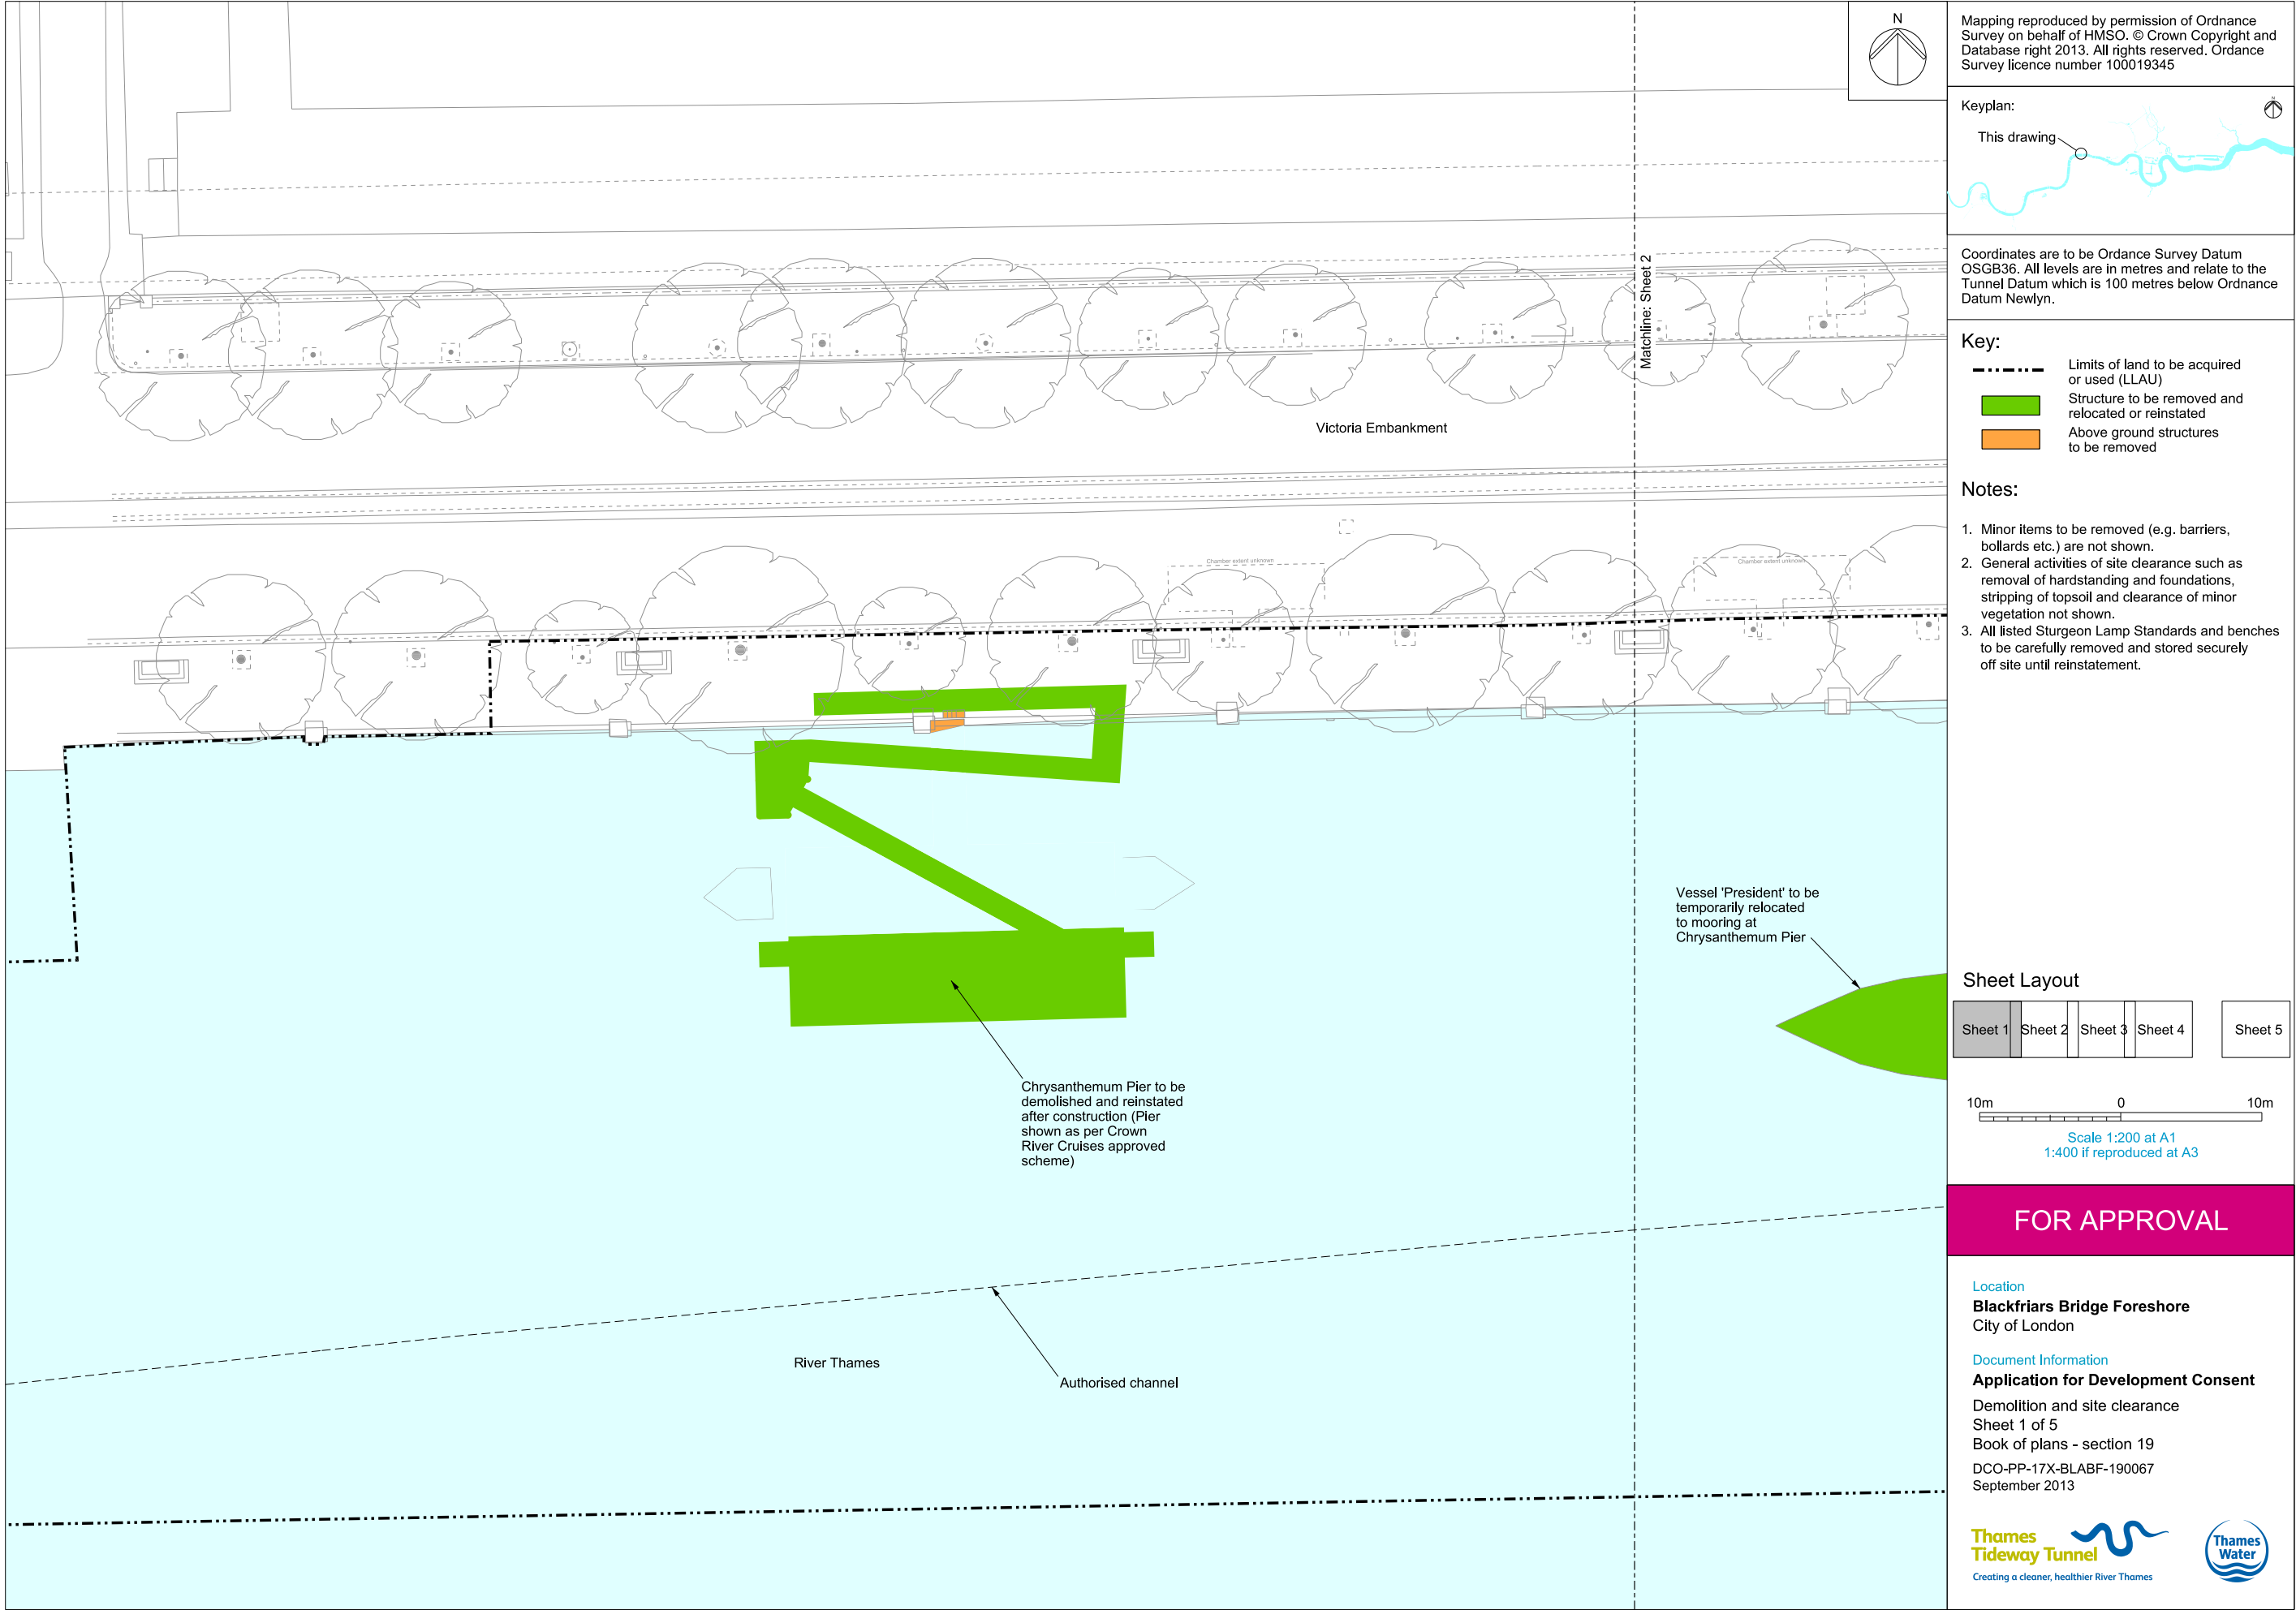 N
Mapping reproduced by permission of Ordnance
Survey on behalf of HMSO. © Crown Copyright and
Database right 2013. All rights reserved. Ordance
Survey licence number 100019345
Keyplan:
N
This drawing
Coordinates are to be Ordance Survey Datum
OSGB36. All levels are in metres and relate to the
Tunnel Datum which is 100 metres below Ordnance
Datum Newlyn.
Key:
Limits of land to be acquired
or used (LLAU)
Structure to be removed and
relocated or reinstated
Above ground structures
to be removed
Notes:
1. Minor items to be removed (e.g. barriers,
bollards etc.) are not shown.
2. General activities of site clearance such as
removal of hardstanding and foundations,
stripping of topsoil and clearance of minor
vegetation not shown.
3. All listed Sturgeon Lamp Standards and benches
to be carefully removed and stored securely
off site until reinstatement.
Matchline: Sheet 2
Victoria Embankment
Chamber extent unknown
Chamber extent unknown
Vessel 'President' to be
temporarily relocated
to mooring at
Chrysanthemum Pier
Chrysanthemum Pier to be
demolished and reinstated
after construction (Pier
shown as per Crown
River Cruises approved
scheme)
River Thames
Authorised channel
Sheet Layout
Sheet 1 Sheet 2 Sheet 3 Sheet 4 Sheet 5
10m 0 10m
Scale 1:200 at A1
1:400 if reproduced at A3
FOR APPROVAL
Location
Blackfriars Bridge Foreshore
City of London
Document Information
Application for Development Consent
Demolition and site clearance
Sheet 1 of 5
Book of plans - section 19
DCO-PP-17X-BLABF-190067
September 2013
Thames
Tideway Tunnel
Creating a cleaner, healthier River Thames
Thames
Water